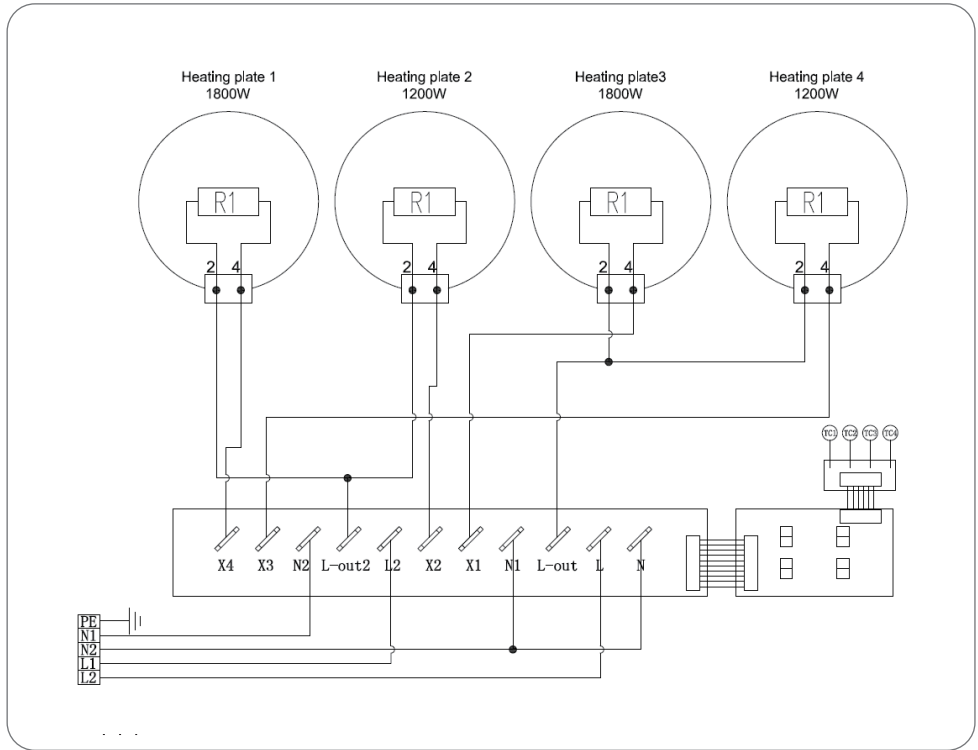 Heating plate 1
1800W
Heating plate 2
1200W
Heating plate3
1800W
Heating plate 4
1200W
R1
R1
R1
R1
2 4
2 4
2 4
2 4
TC1 TC2 TC3 TC4
X4 X3 N2 L-out2 L2 X2 X1 N1 L-out L N
PE
N1
N2
L1
L2